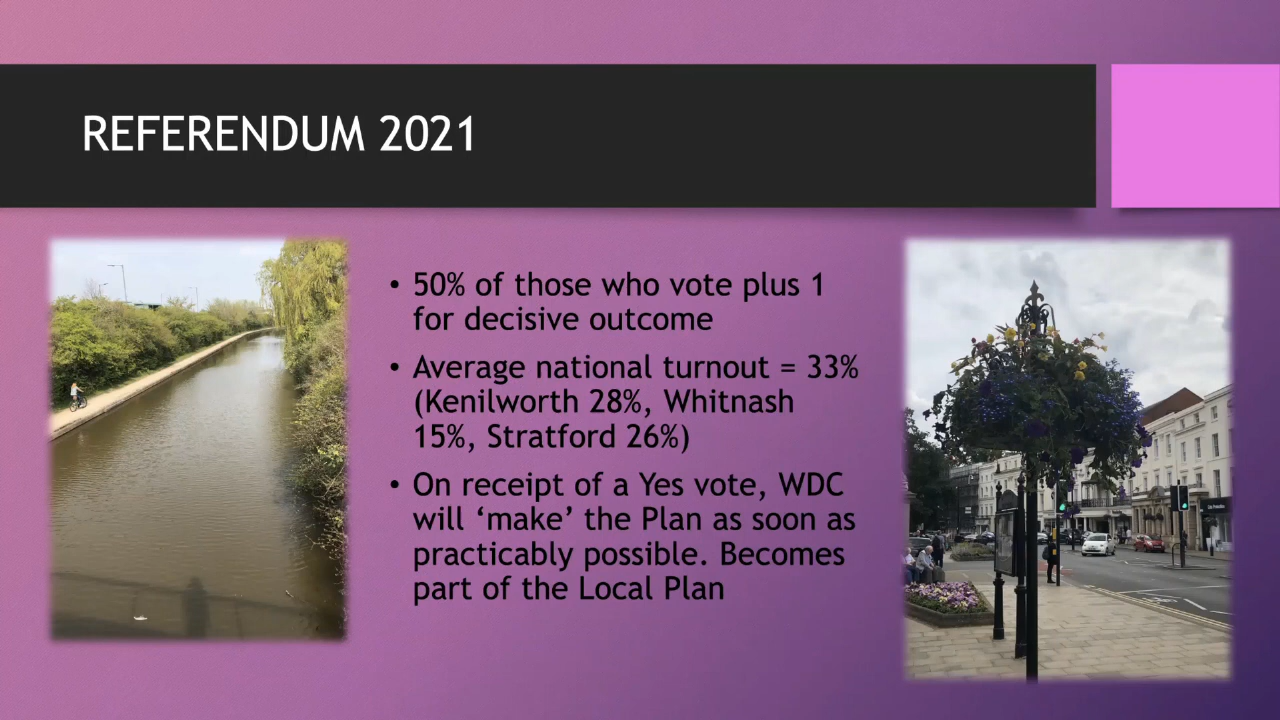 REFERENDUM 2021
• 50% of those who vote plus 1
for decisive outcome
• Average national turnout = 33%
(Kenilworth 28%, Whitnash
15%, Stratford 26%)
• On receipt of a Yes vote, WDC
will ‘make’ the Plan as soon as
practicably possible. Becomes
part of the Local Plan